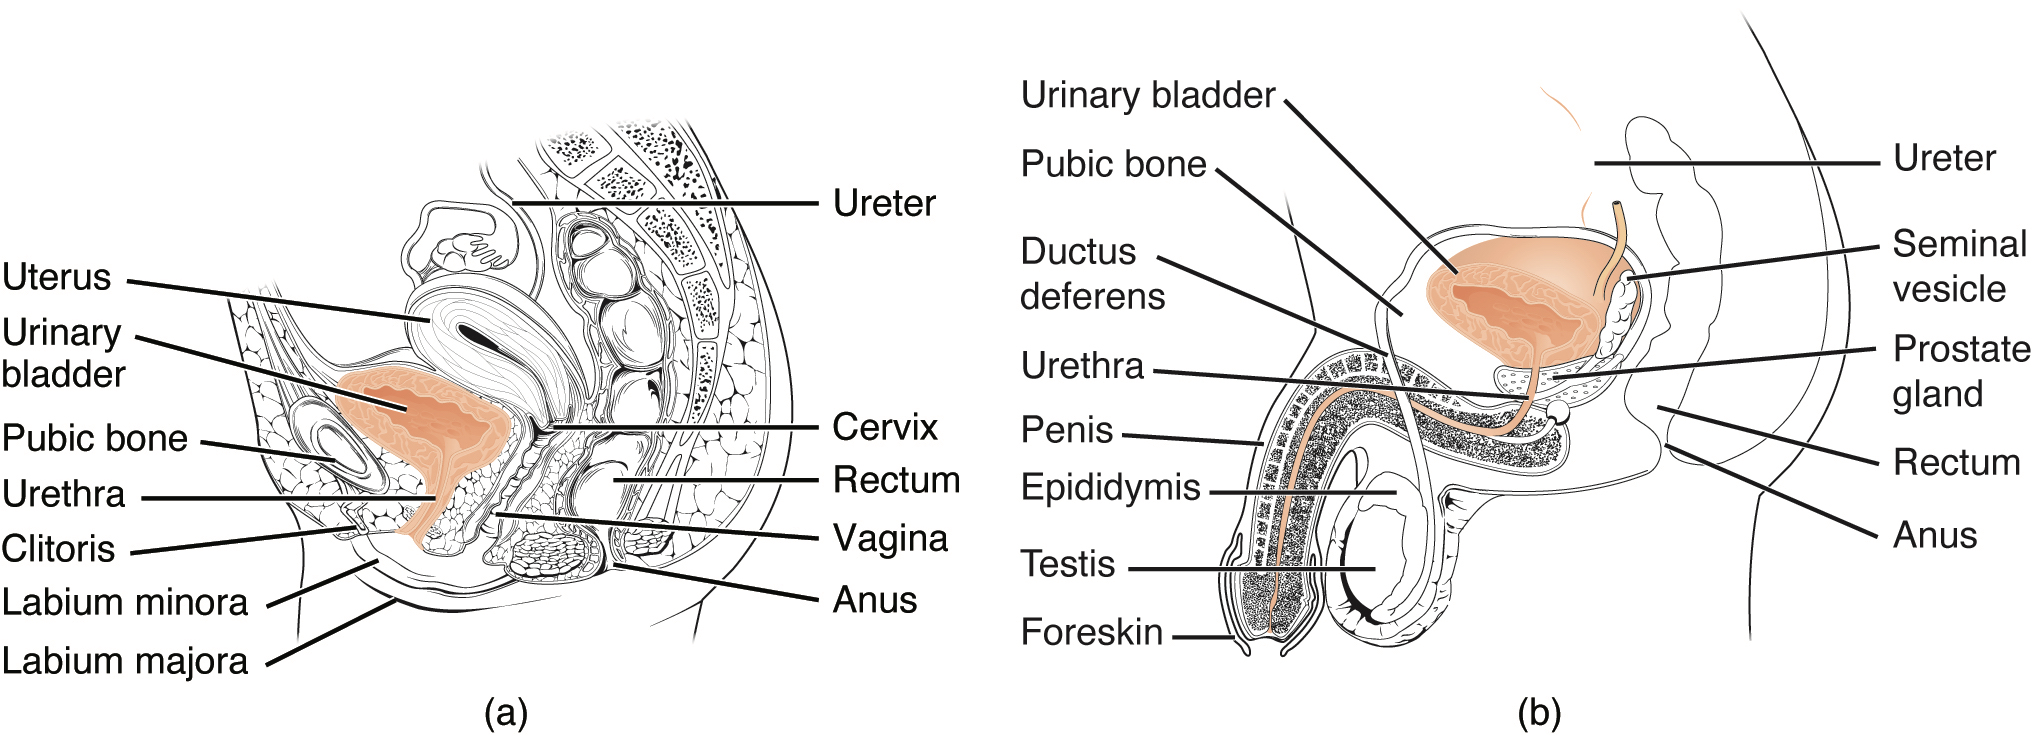 Uterus
Urinary
bladder
Pubic bone
Urethra
Clitoris
Labium minora
Labium majora
Ureter
Cervix
Rectum
Vagina
Anus
(a)
Urinary bladder
Pubic bone
Ductus
deferens
Urethra
Penis
Epididymis
Testis
Foreskin
Ureter
Seminal
vesicle
Prostate
gland
Rectum
Anus
(b)